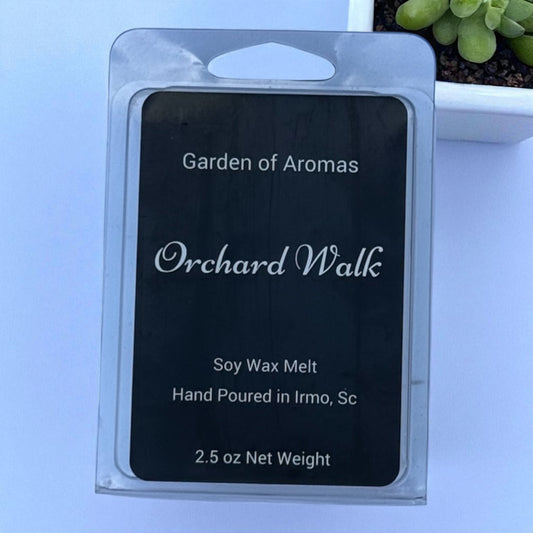 Garden of Aromas
Orchard Walk
Soy Wax Melt
Hand Poured in Irmo, Sc
2.5 oz Net Weight